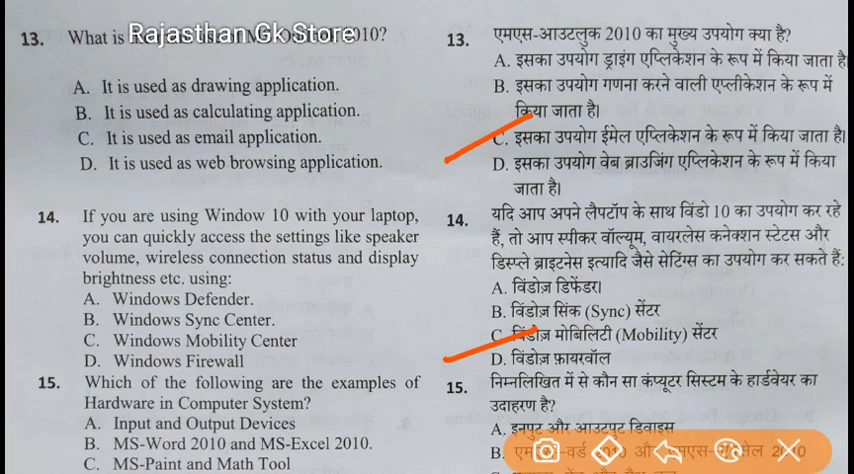 Rajasthan Gk Store
13. What is 2010?
A. It is used as drawing application.
B. It is used as calculating application.
C. It is used as email application.
D. It is used as web browsing application.
14. If you are using Window 10 with your laptop,
you can quickly access the settings like speaker
volume, wireless connection status and display
brightness etc. using:
A. Windows Defender.
B. Windows Sync Center.
C. Windows Mobility Center
D. Windows Firewall
15. Which of the following are the examples of
Hardware in Computer System?
A. Input and Output Devices
B. MS-Word 2010 and MS-Excel 2010.
C. MS-Paint and Math Tool
13. एमएस-आउटलुक 2010 का मुख्य उपयोग क्या है?
A. इसका उपयोग ड्राइंग एप्लिकेशन के रूप में किया जाता है
B. इसका उपयोग गणना करने वाली एप्लीकेशन के रूप में
किया जाता है।
C. इसका उपयोग ईमेल एप्लिकेशन के रूप में किया जाता है।
D. इसका उपयोग वेब ब्राउजिंग एप्लिकेशन के रूप में किया
जाता है।
14. यदि आप अपने लैपटॉप के साथ विंडो 10 का उपयोग कर रहे
हैं, तो आप स्पीकर वॉल्यूम, वायरलेस कनेक्शन स्टेटस और
डिस्प्ले ब्राइटनेस इत्यादि जैसे सेटिंग्स का उपयोग कर सकते हैं:
A. विंडोज़ डिफेंडर।
B. विंडोज़ सिंक (Sync) सेंटर
C. विंडोज़ मोबिलिटी (Mobility) सेंटर
D. विंडोज़ फ़ायरवॉल
15. निम्नलिखित में से कौन सा कंप्यूटर सिस्टम के हार्डवेयर का
उदाहरण है?
A. इनपुट और आउटपुट डिवाइस
B. 2010